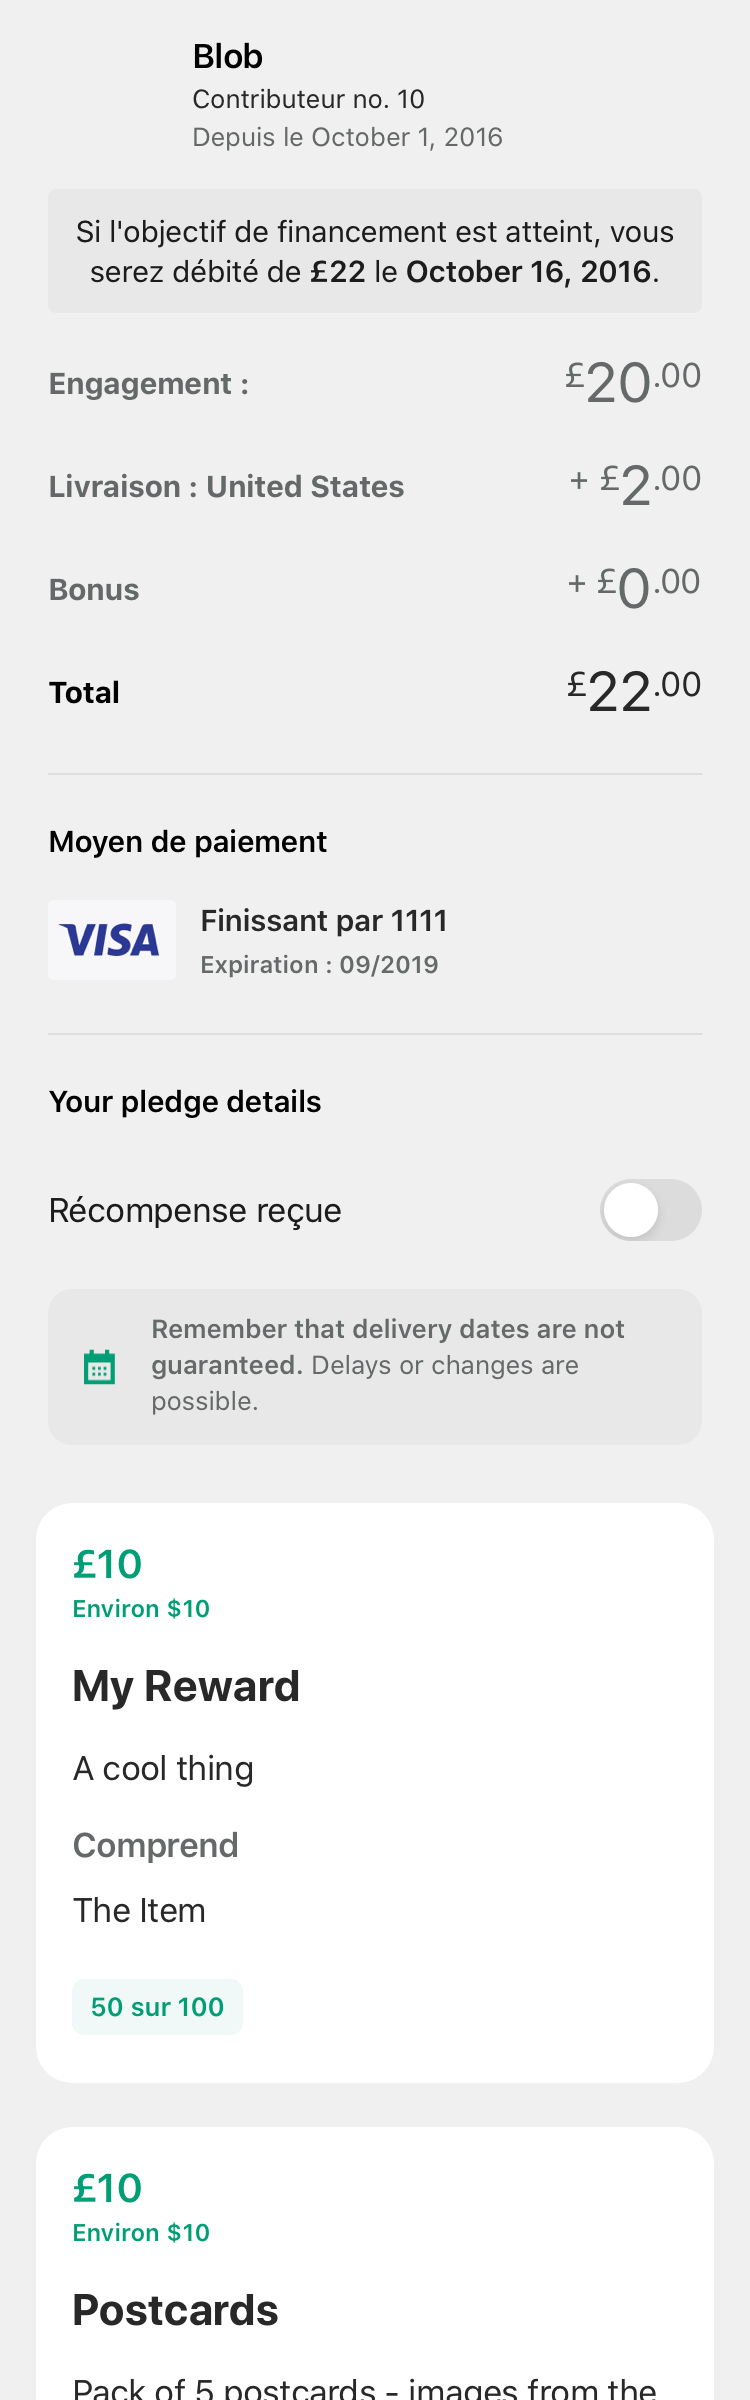 Blob
Contributeur no. 10
Depuis le October 1, 2016
Si l'objectif de financement est atteint, vous
serez débité de £22 le October 16, 2016.
Engagement :
£20.00
Livraison : United States
+ £2.00
Bonus
+ £0.00
Total
£22.00
Moyen de paiement
VISA
Finissant par 1111
Expiration : 09/2019
Your pledge details
Récompense reçue
Remember that delivery dates are not
guaranteed. Delays or changes are
possible.
£10
Environ $10
My Reward
A cool thing
Comprend
The Item
50 sur 100
£10
Environ $10
Postcards
Pack of 5 postcards - images from the